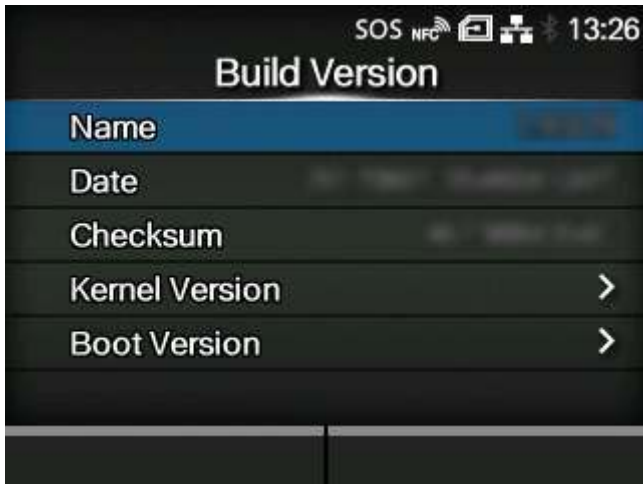 SOS NFC 13:26
Build Version
Name
Date
Checksum
Kernel Version
Boot Version